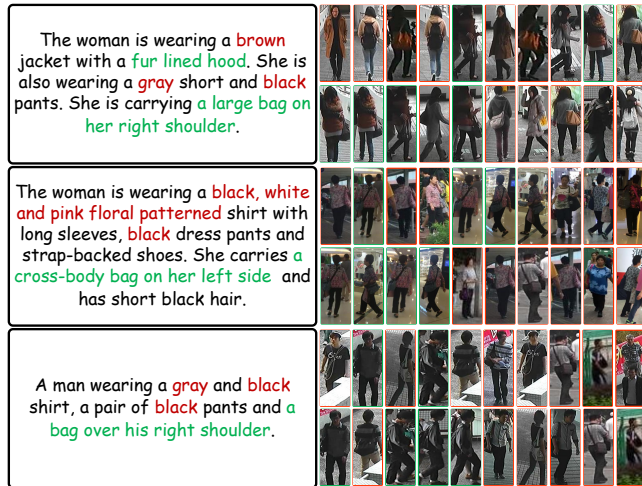 The woman is wearing a brown
jacket with a fur lined hood. She is
also wearing a gray short and black
pants. She is carrying a large bag on
her right shoulder.
The woman is wearing a black, white
and pink floral patterned shirt with
long sleeves, black dress pants and
strap-backed shoes. She carries a
cross-body bag on her left side and
has short black hair.
A man wearing a gray and black
shirt, a pair of black pants and a
bag over his right shoulder.